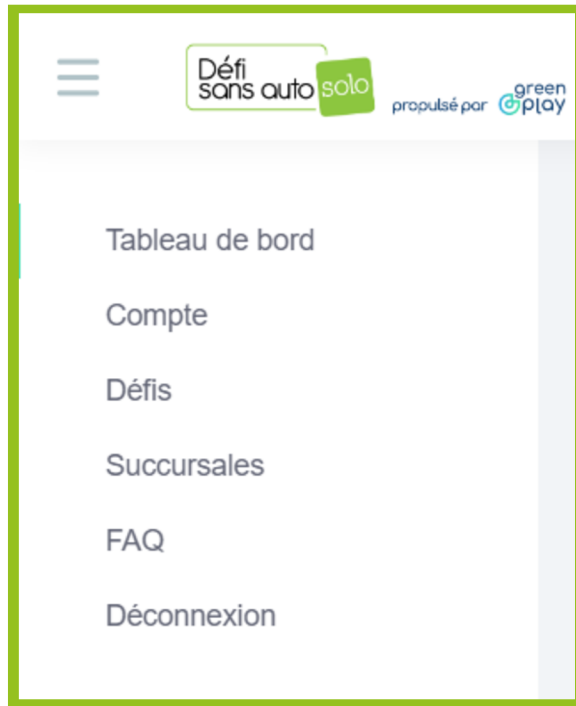 Défi
sans auto solo
propulsé par green play
Tableau de bord
Compte
Défis
Succursales
FAQ
Déconnexion